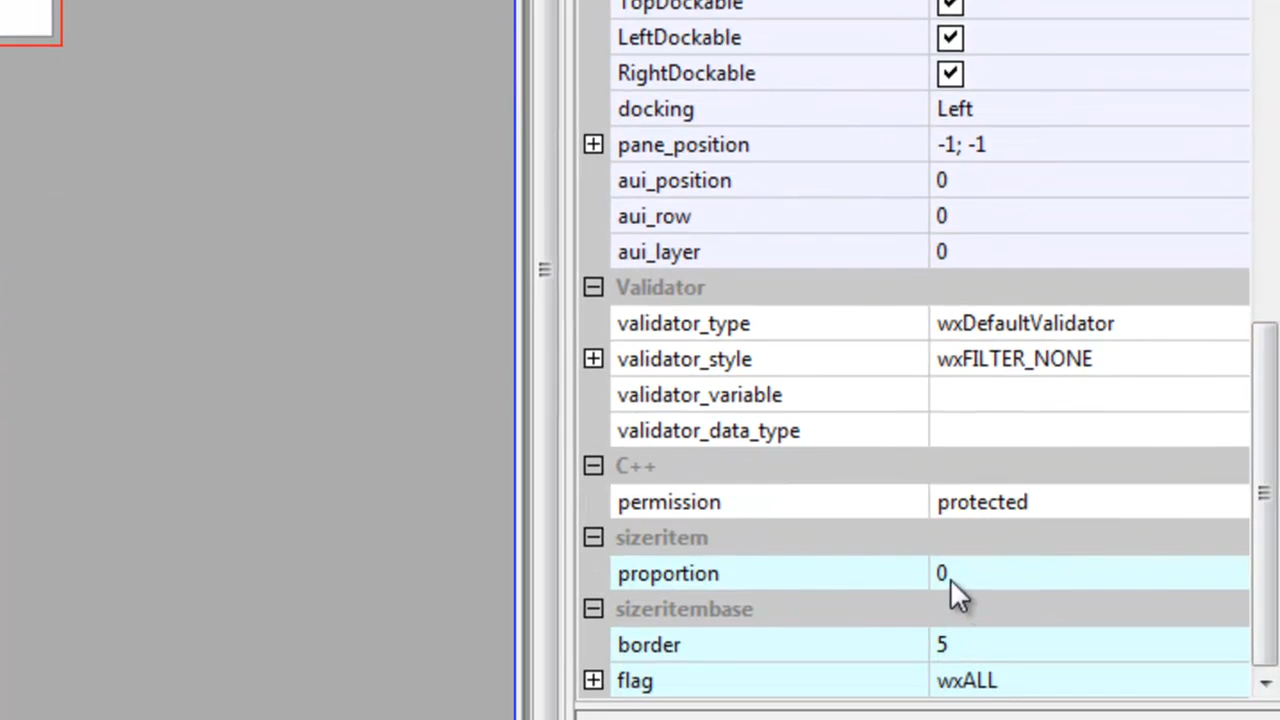 TopDockable
LeftDockable
RightDockable
docking Left
pane_position -1; -1
aui_position 0
aui_row 0
aui_layer 0
Validator
validator_type wxDefaultValidator
validator_style wxFILTER_NONE
validator_variable
validator_data_type
C++
permission protected
sizeritem
proportion 0
sizeritembase
border 5
flag wxALL